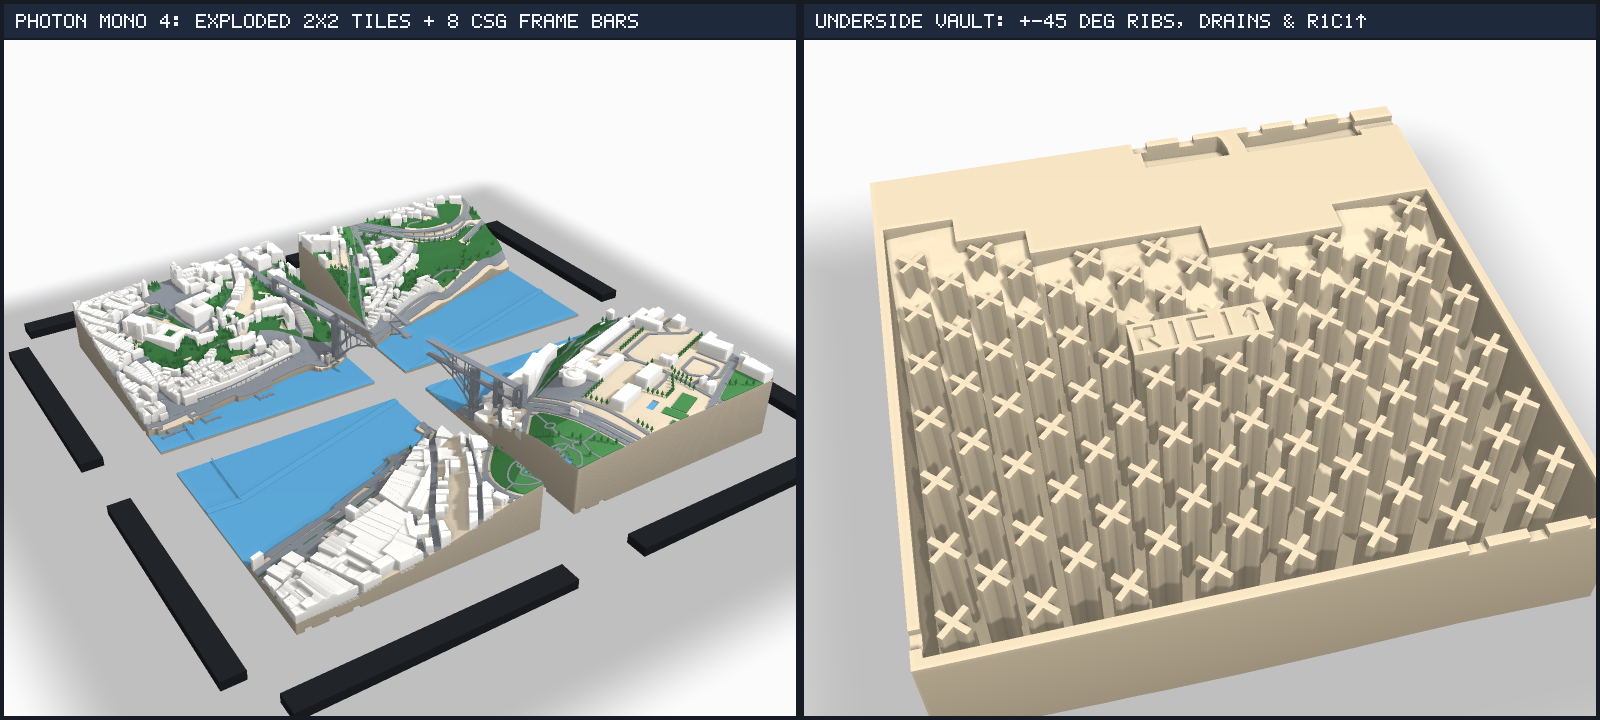 PHOTON MONO 4: EXPLODED 2X2 TILES + 8 CSG FRAME BARS
UNDERSIDE VAULT: +-45 DEG RIBS, DRAINS & R1C1↑
R1C1↑